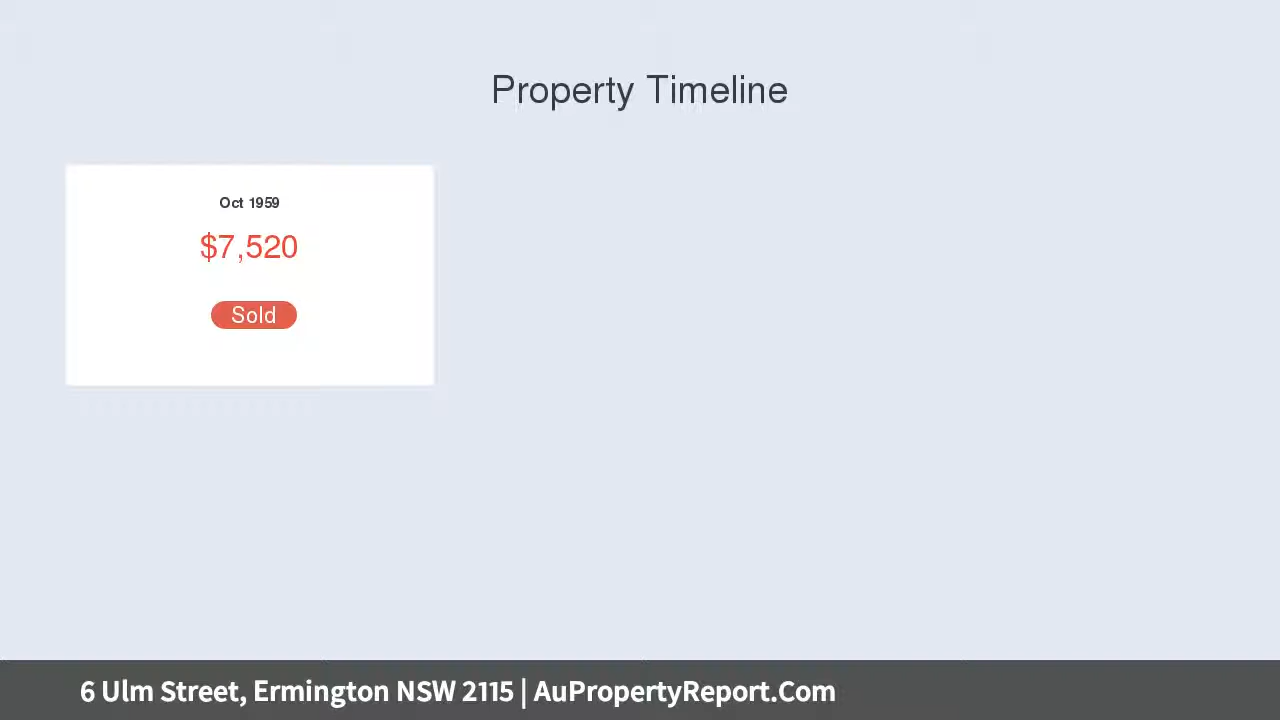 Property Timeline
Oct 1959
$7,520
Sold
6 Ulm Street, Ermington NSW 2115 | AuPropertyReport.Com